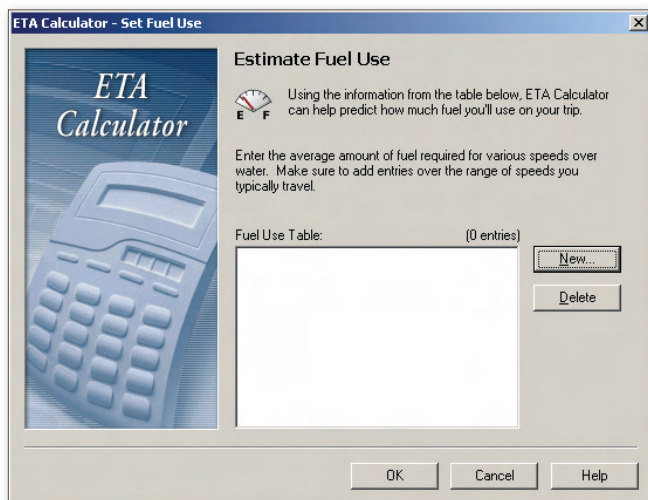 ETA Calculator - Set Fuel Use
ETA
Calculator
Estimate Fuel Use
Using the information from the table below, ETA Calculator
can help predict how much fuel you'll use on your trip.
E F
Enter the average amount of fuel required for various speeds over
water. Make sure to add entries over the range of speeds you
typically travel.
Fuel Use Table: (0 entries)
New...
Delete
OK Cancel Help